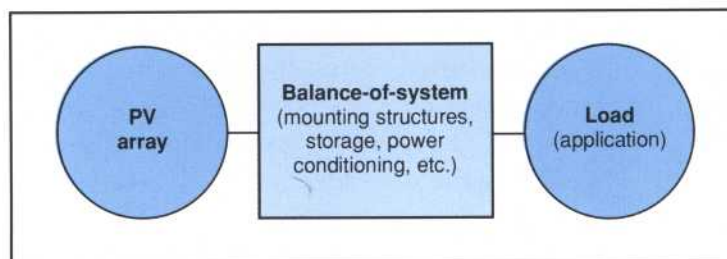 PV
array
Balance-of-system
(mounting structures,
storage, power
conditioning, etc.)
Load
(application)